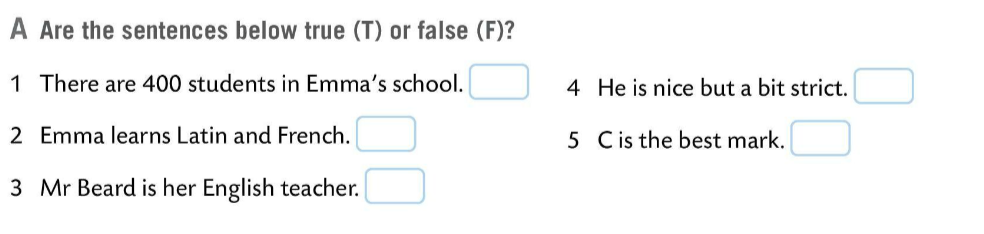 A Are the sentences below true (T) or false (F)?
1 There are 400 students in Emma's school.
2 Emma learns Latin and French.
3 Mr Beard is her English teacher.
4 He is nice but a bit strict.
5 C is the best mark.